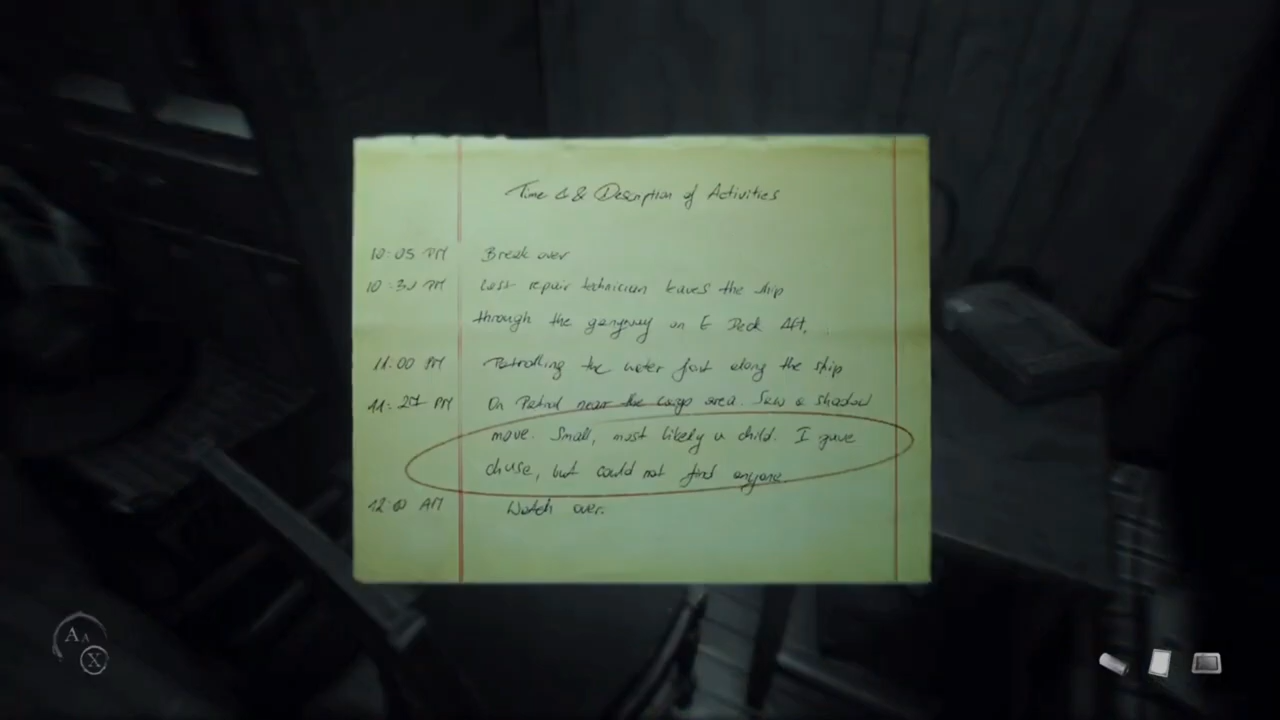 Time & Description of Activities
10:05 PM Break over
10:30 PM Last repair technician leaves the ship
through the gangway on E Deck Aft.
11:00 PM Patrolling the water fast along the ship
11:27 PM On Patrol near the cargo area. Saw a shadow
move. Small, most likely a child. I gave
chase, but could not find anyone.
12:00 AM Watch over.
AA
X